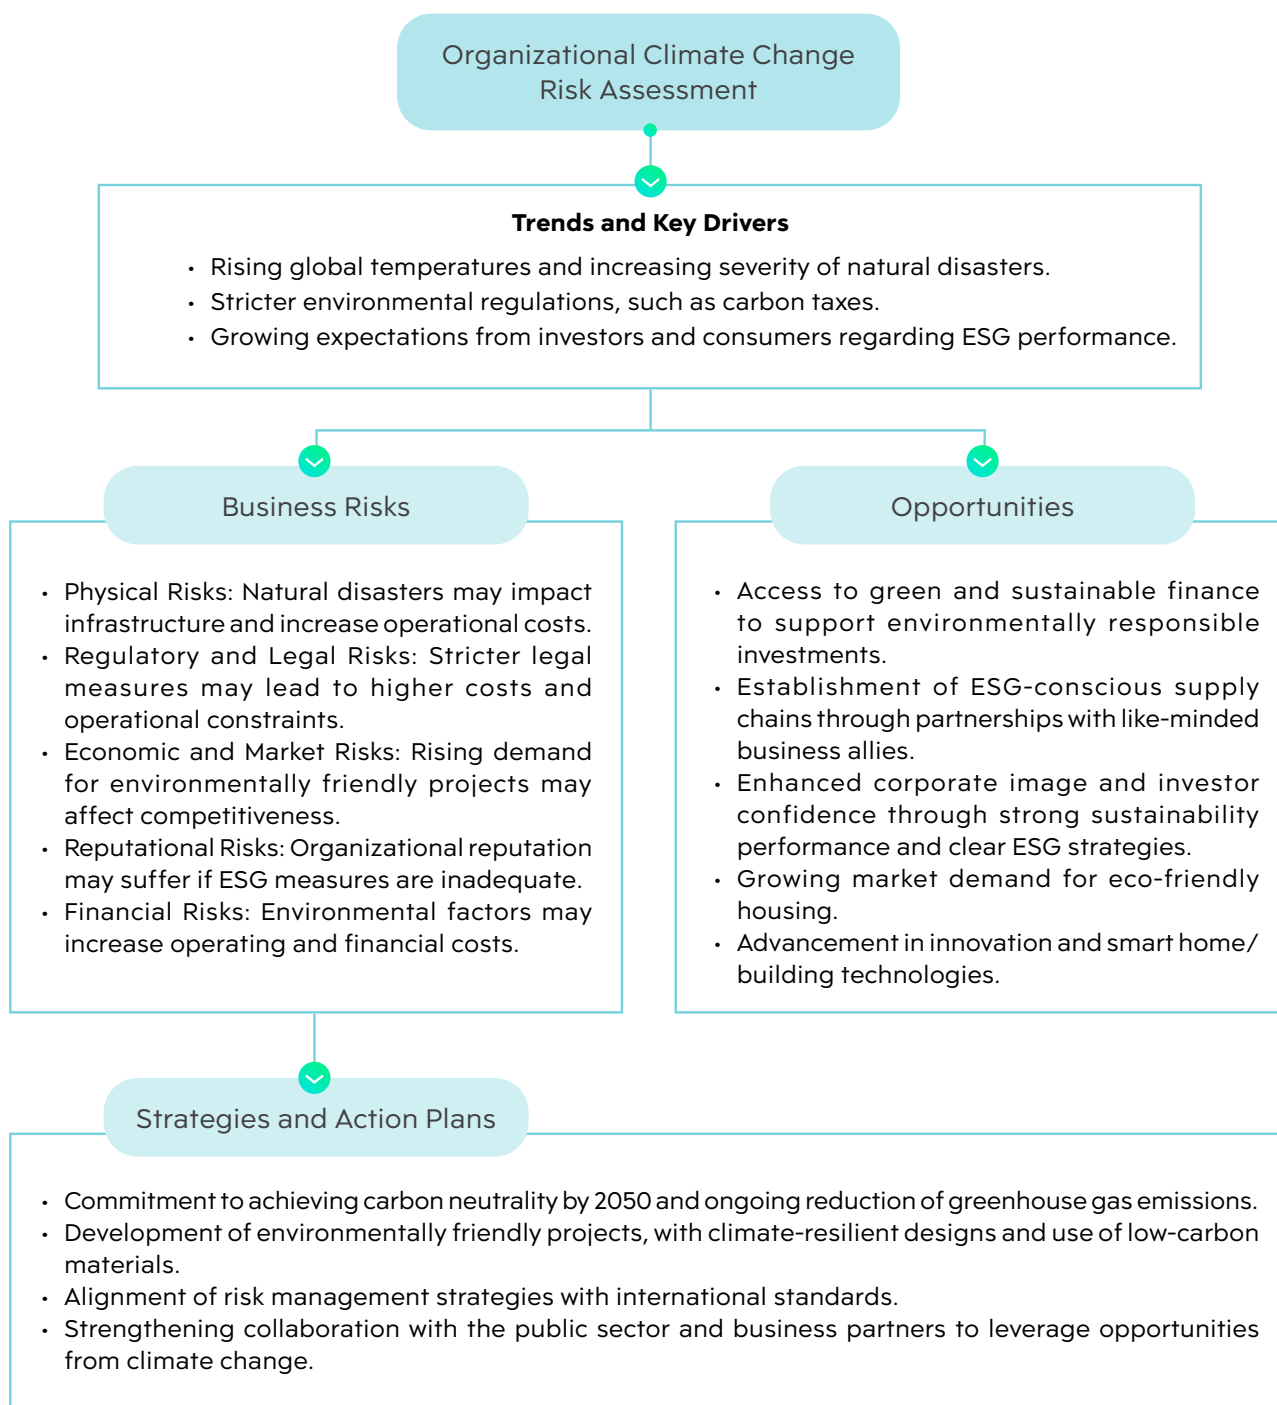 Organizational Climate Change
Risk Assessment
Trends and Key Drivers
• Rising global temperatures and increasing severity of natural disasters.
• Stricter environmental regulations, such as carbon taxes.
• Growing expectations from investors and consumers regarding ESG performance.
Business Risks
• Physical Risks: Natural disasters may impact
infrastructure and increase operational costs.
• Regulatory and Legal Risks: Stricter legal
measures may lead to higher costs and
operational constraints.
• Economic and Market Risks: Rising demand
for environmentally friendly projects may
affect competitiveness.
• Reputational Risks: Organizational reputation
may suffer if ESG measures are inadequate.
• Financial Risks: Environmental factors may
increase operating and financial costs.
Opportunities
• Access to green and sustainable finance
to support environmentally responsible
investments.
• Establishment of ESG-conscious supply
chains through partnerships with like-minded
business allies.
• Enhanced corporate image and investor
confidence through strong sustainability
performance and clear ESG strategies.
• Growing market demand for eco-friendly
housing.
• Advancement in innovation and smart home/
building technologies.
Strategies and Action Plans
• Commitment to achieving carbon neutrality by 2050 and ongoing reduction of greenhouse gas emissions.
• Development of environmentally friendly projects, with climate-resilient designs and use of low-carbon
materials.
• Alignment of risk management strategies with international standards.
• Strengthening collaboration with the public sector and business partners to leverage opportunities
from climate change.